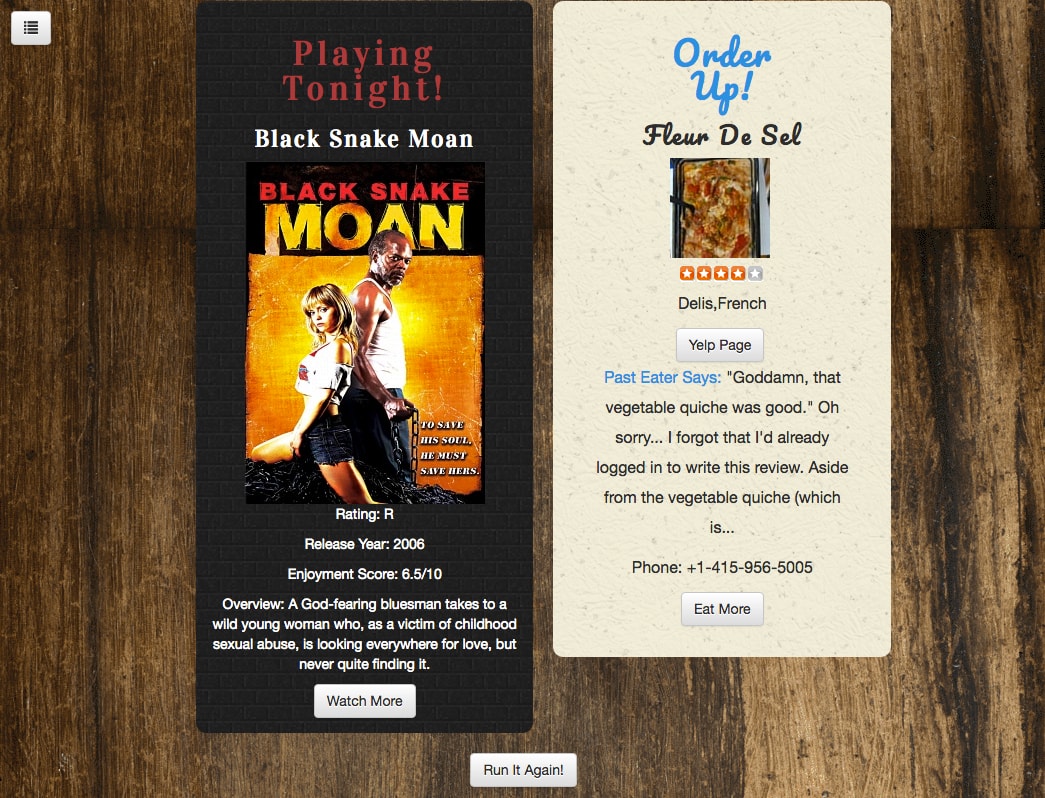 Playing
Tonight!
Black Snake Moan
BLACK SNAKE
MOAN
TO SAVE
HIS SOUL,
HE MUST
SAVE HERS.
Rating: R
Release Year: 2006
Enjoyment Score: 6.5/10
Overview: A God-fearing bluesman takes to a
wild young woman who, as a victim of childhood
sexual abuse, is looking everywhere for love, but
never quite finding it.
Watch More
Order
Up!
Fleur De Sel
Delis,French
Yelp Page
Past Eater Says: "Goddamn, that
vegetable quiche was good." Oh
sorry... I forgot that I'd already
logged in to write this review. Aside
from the vegetable quiche (which
is...
Phone: +1-415-956-5005
Eat More
Run It Again!